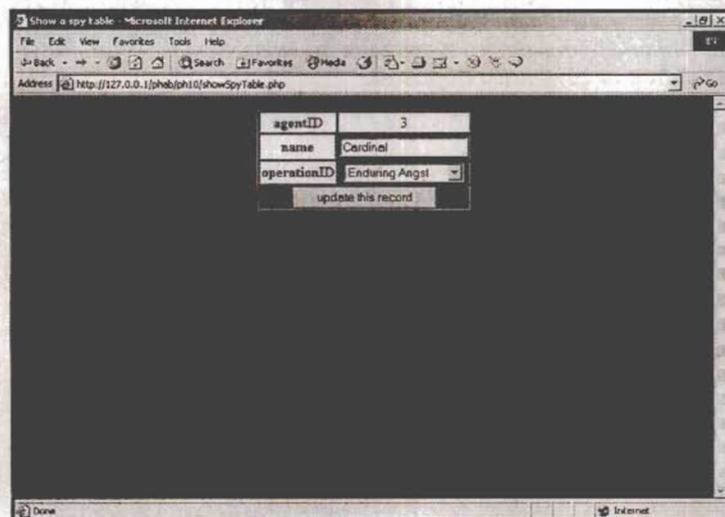 Show a spy table - Microsoft Internet Explorer
File Edit View Favorites Tools Help
Back Search Favorites Media
Address http://127.0.0.1/phab/ph10/showSpyTable.php Go
agentID 3
name Cardinal
operationID Enduring Angst
update this record
Done Internet